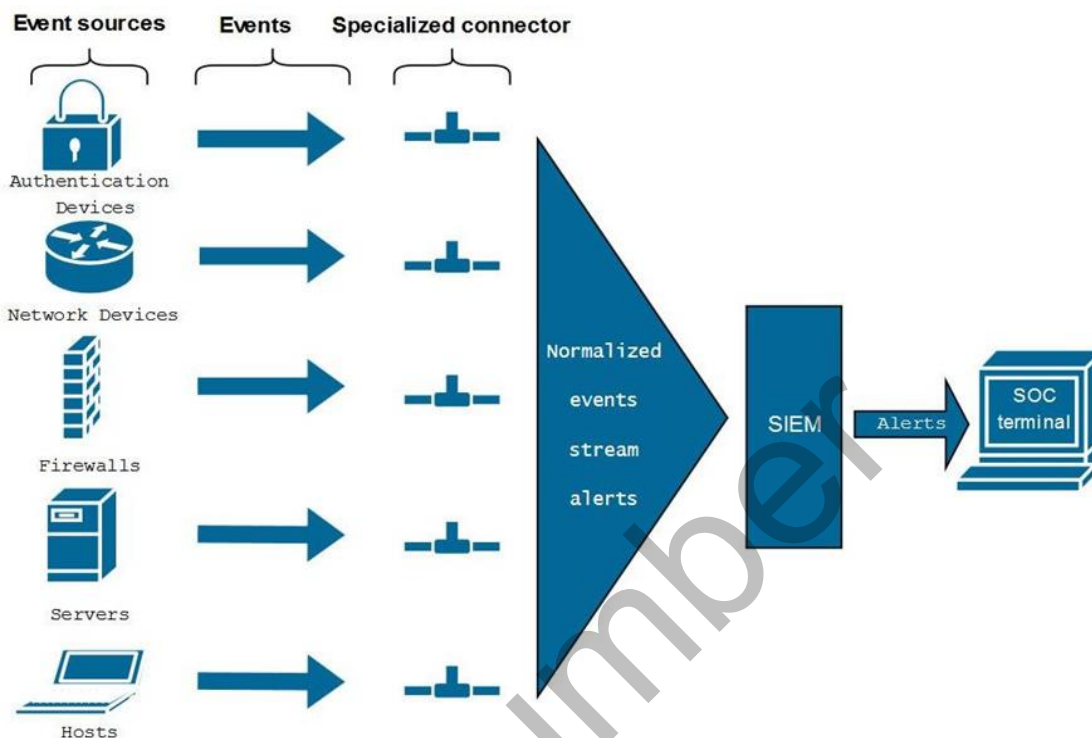 Event sources
Events
Specialized connector
Authentication
Devices
Network Devices
Firewalls
Servers
Hosts
Normalized
events
stream
alerts
SIEM
Alerts
SOC
terminal